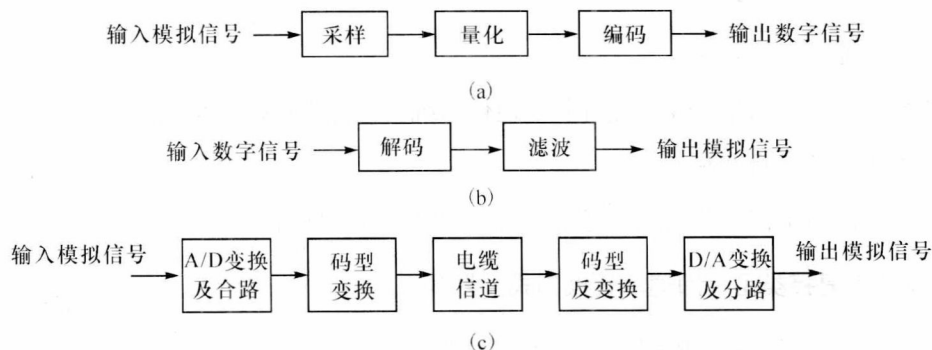 输入模拟信号 采样 量化 编码 输出数字信号
(a)
输入数字信号 解码 滤波 输出模拟信号
(b)
输入模拟信号 A/D变换及合路 码型变换 电缆信道 码型反变换 D/A变换及分路 输出模拟信号
(c)